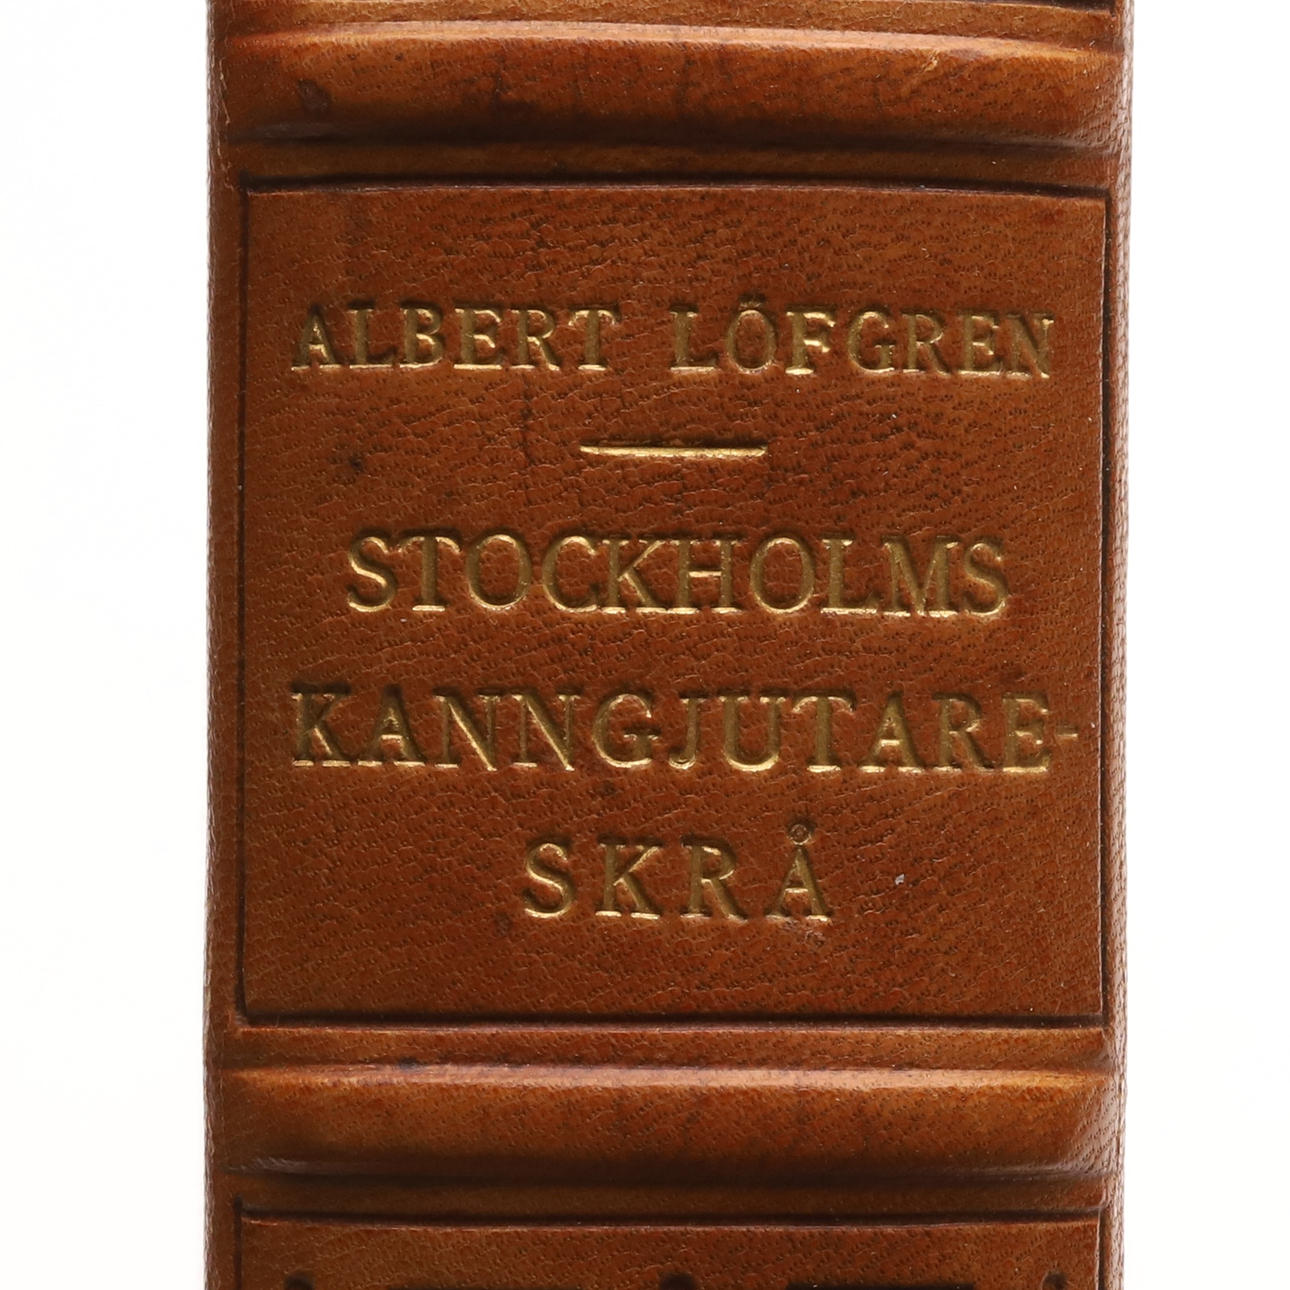 ALBERT LÖFGREN
STOCKHOLMS
KANNGJUTARE-
SKRÅ